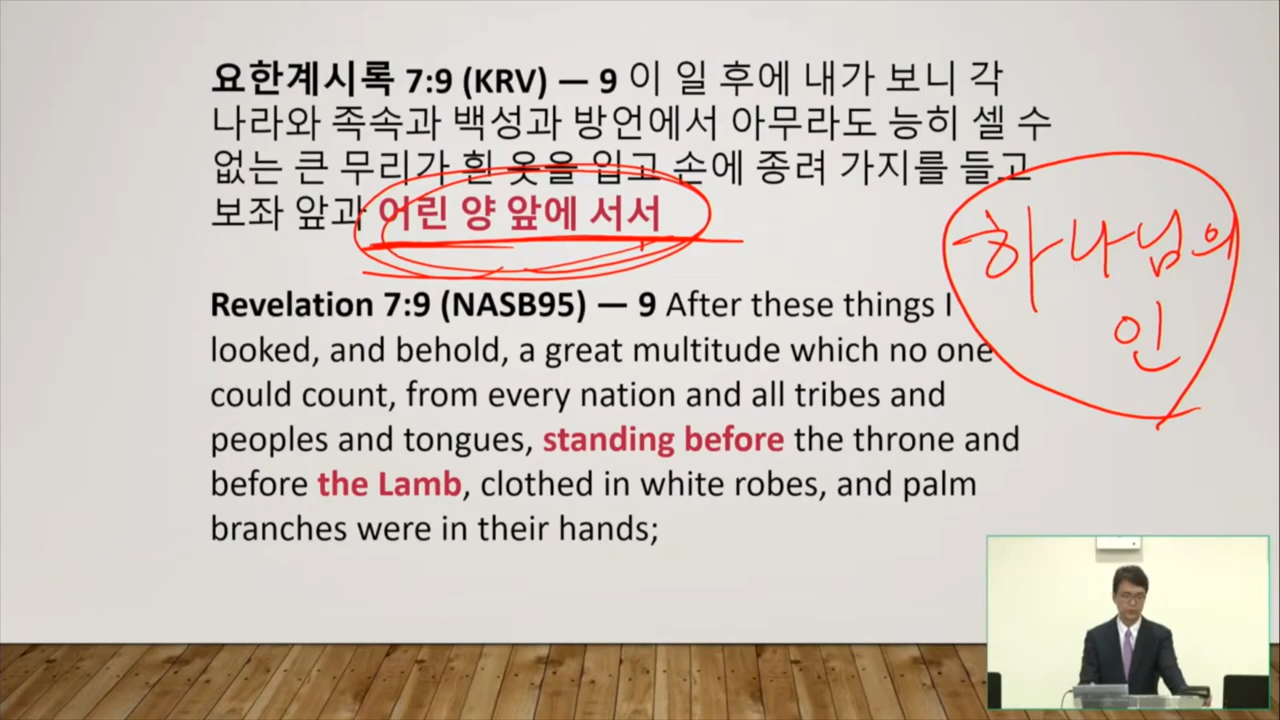 요한계시록 7:9 (KRV) — 9 이 일 후에 내가 보니 각
나라와 족속과 백성과 방언에서 아무라도 능히 셀 수
없는 큰 무리가 흰 옷을 입고 손에 종려 가지를 들고
보좌 앞과 어린 양 앞에 서서
하나님의
인
Revelation 7:9 (NASB95) — 9 After these things I
looked, and behold, a great multitude which no one
could count, from every nation and all tribes and
peoples and tongues, standing before the throne and
before the Lamb, clothed in white robes, and palm
branches were in their hands;